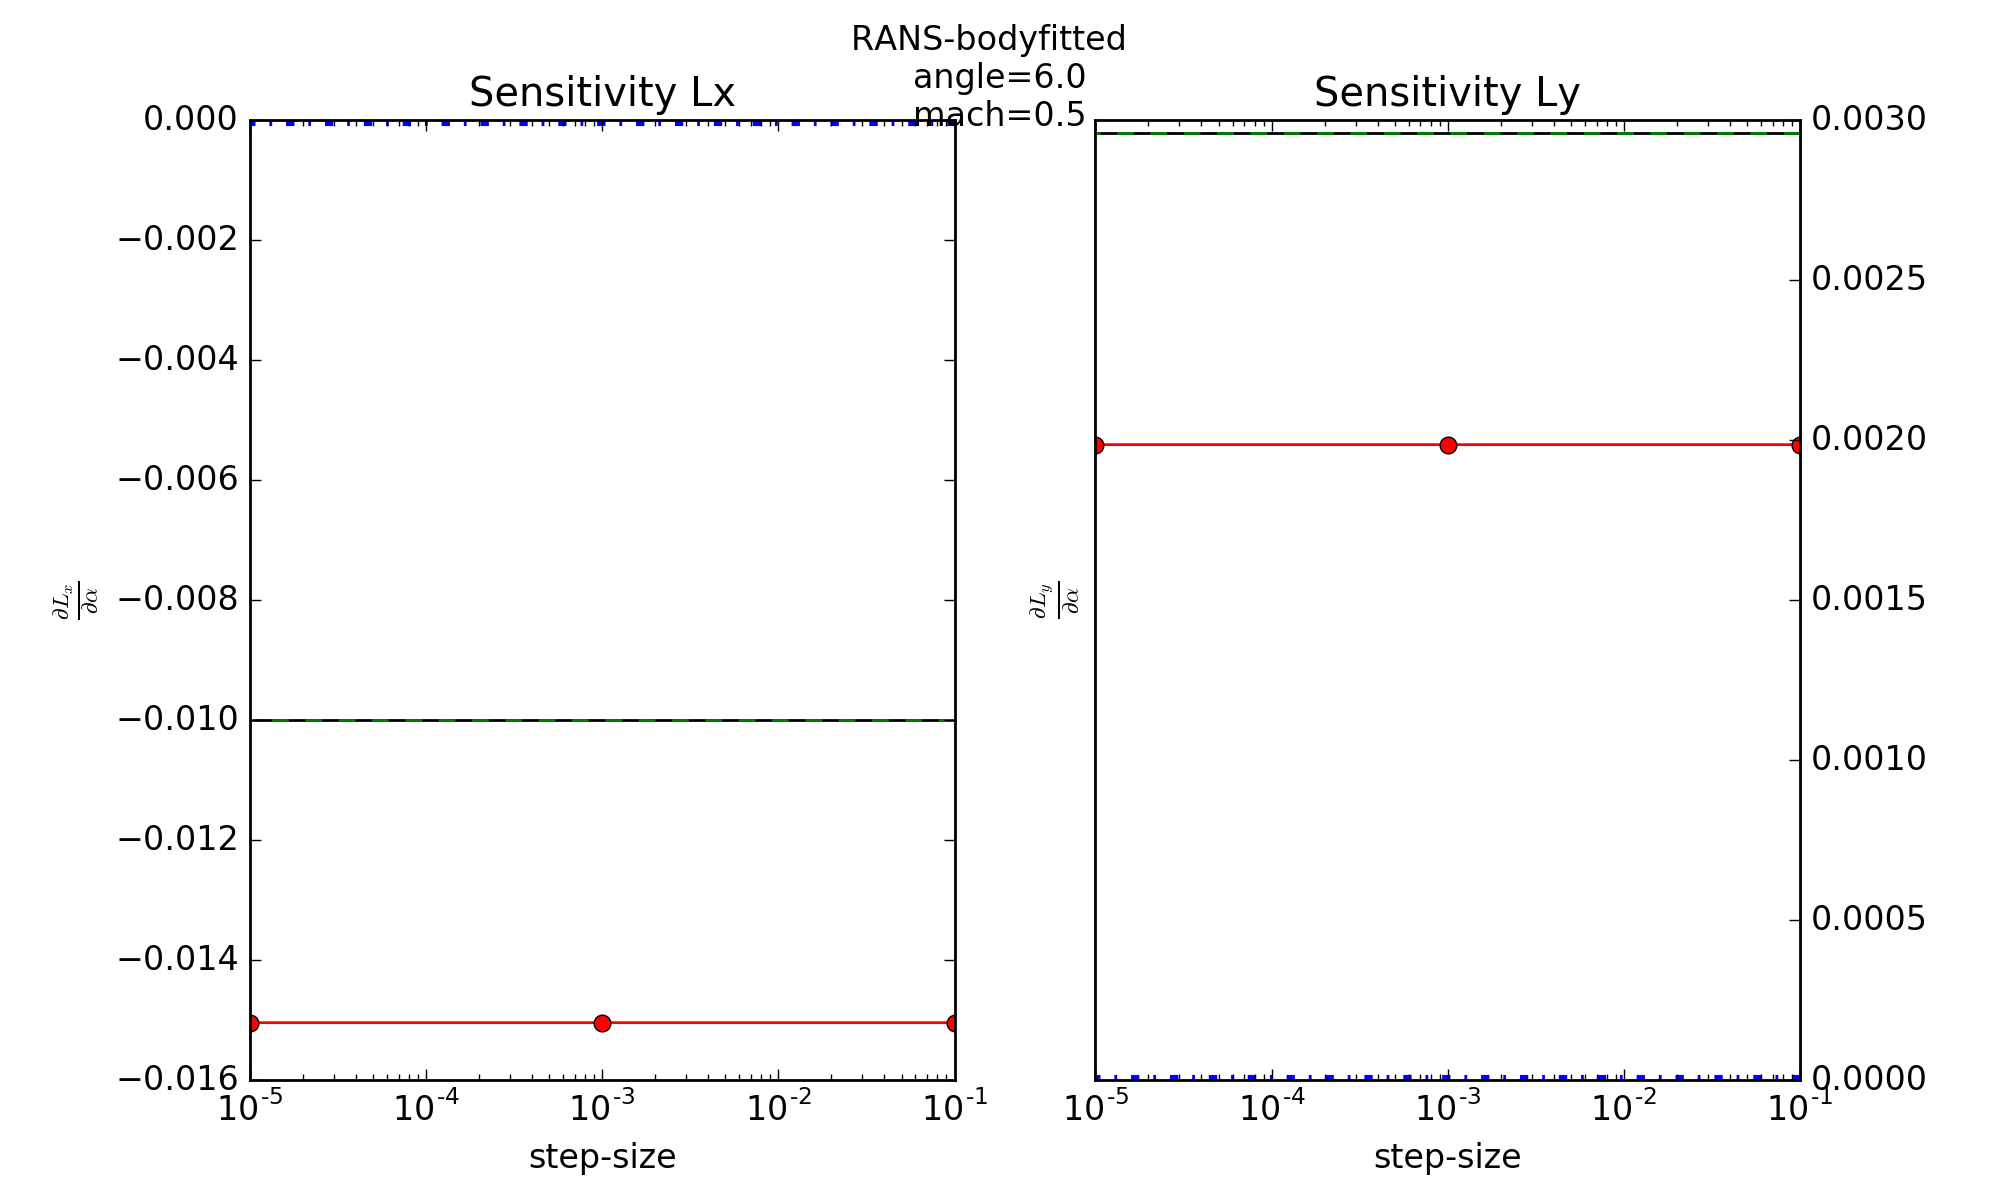 RANS-bodyfitted
angle=6.0
mach=0.5
Sensitivity Lx
0.000
−0.002
−0.004
−0.006
−0.008
−0.010
−0.012
−0.014
−0.016
∂Lₓ/∂α
10⁻⁵ 10⁻⁴ 10⁻³ 10⁻² 10⁻¹
step-size
Sensitivity Ly
0.0030
0.0025
0.0020
0.0015
0.0010
0.0005
0.0000
∂L_y/∂α
10⁻⁵ 10⁻⁴ 10⁻³ 10⁻² 10⁻¹
step-size